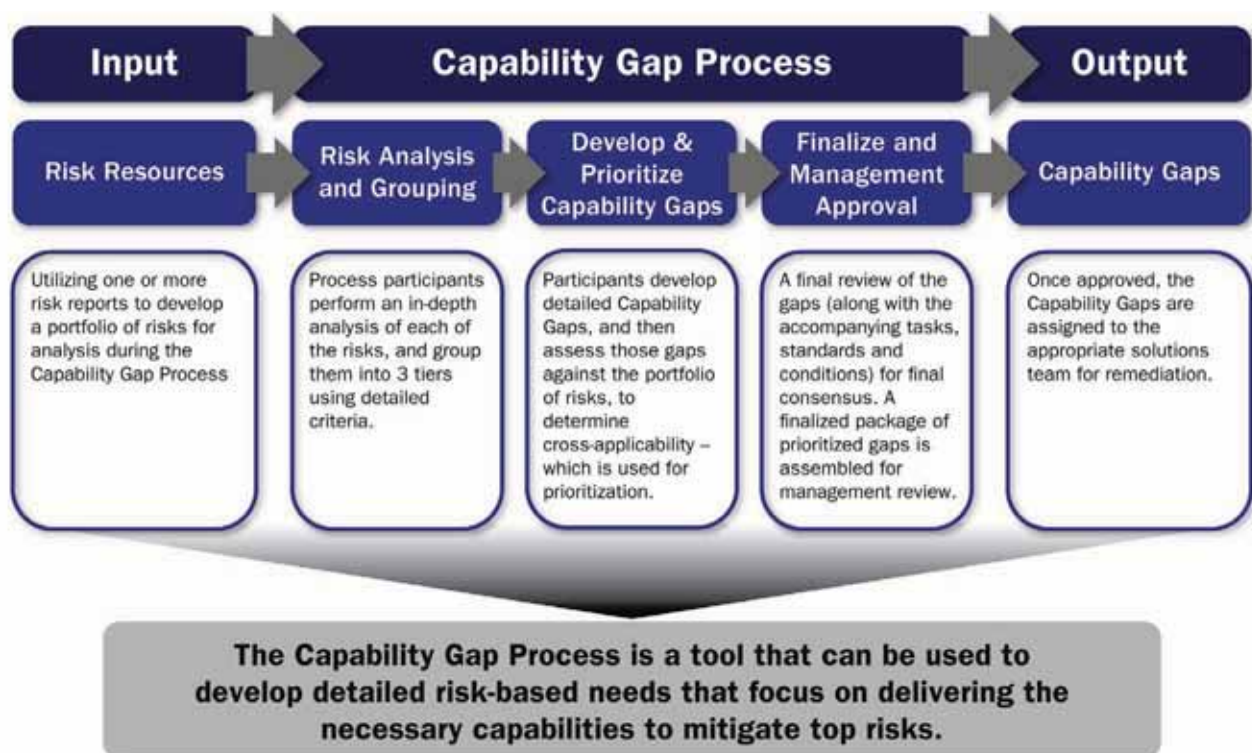 Input
Capability Gap Process
Output
Risk Resources
Risk Analysis
and Grouping
Develop &
Prioritize
Capability Gaps
Finalize and
Management
Approval
Capability Gaps
Utilizing one or more
risk reports to develop
a portfolio of risks for
analysis during the
Capability Gap Process
Process participants
perform an in-depth
analysis of each of
the risks, and group
them into 3 tiers
using detailed
criteria.
Participants develop
detailed Capability
Gaps, and then
assess those gaps
against the portfolio
of risks, to
determine
cross-applicability –
which is used for
prioritization.
A final review of the
gaps (along with the
accompanying tasks,
standards and
conditions) for final
consensus. A
finalized package of
prioritized gaps is
assembled for
management review.
Once approved, the
Capability Gaps are
assigned to the
appropriate solutions
team for remediation.
The Capability Gap Process is a tool that can be used to
develop detailed risk-based needs that focus on delivering the
necessary capabilities to mitigate top risks.